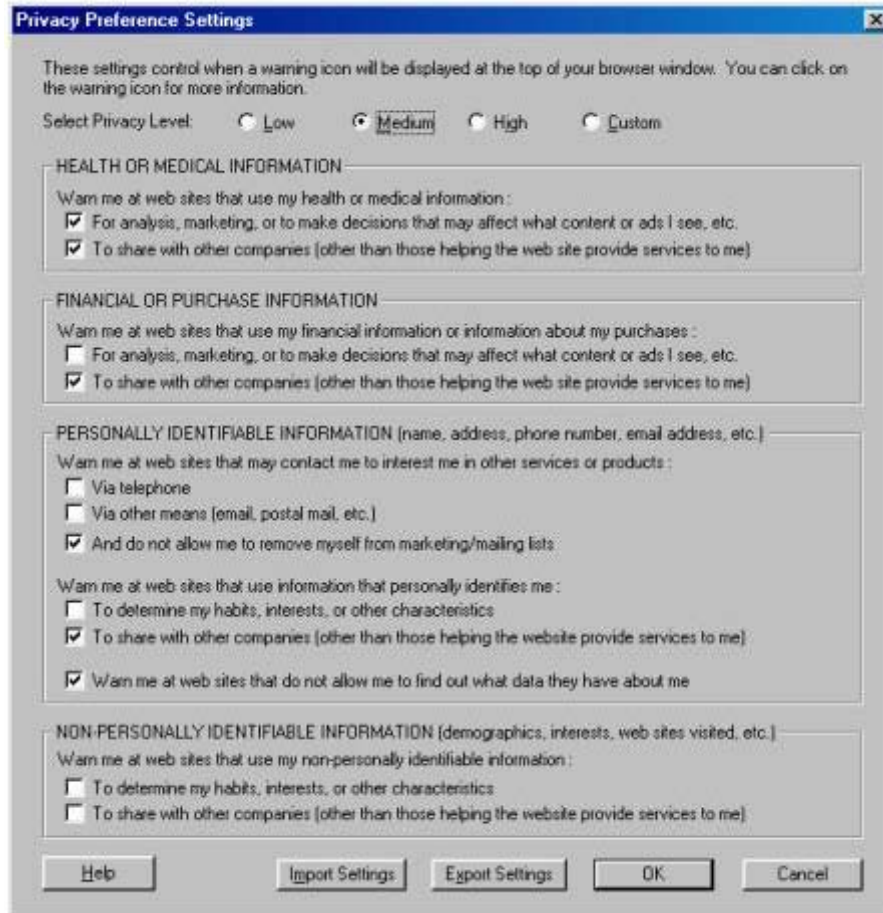 Privacy Preference Settings
These settings control when a warning icon will be displayed at the top of your browser window. You can click on
the warning icon for more information.
Select Privacy Level: Low Medium High Custom
HEALTH OR MEDICAL INFORMATION
Warn me at web sites that use my health or medical information :
For analysis, marketing, or to make decisions that may affect what content or ads I see, etc.
To share with other companies (other than those helping the web site provide services to me)
FINANCIAL OR PURCHASE INFORMATION
Warn me at web sites that use my financial information or information about my purchases :
For analysis, marketing, or to make decisions that may affect what content or ads I see, etc.
To share with other companies (other than those helping the web site provide services to me)
PERSONALLY IDENTIFIABLE INFORMATION (name, address, phone number, email address, etc.)
Warn me at web sites that may contact me to interest me in other services or products :
Via telephone
Via other means (email, postal mail, etc.)
And do not allow me to remove myself from marketing/mailing lists
Warn me at web sites that use information that personally identifies me :
To determine my habits, interests, or other characteristics
To share with other companies (other than those helping the website provide services to me)
Warn me at web sites that do not allow me to find out what data they have about me
NON-PERSONALLY IDENTIFIABLE INFORMATION (demographics, interests, web sites visited, etc.)
Warn me at web sites that use my non-personally identifiable information :
To determine my habits, interests, or other characteristics
To share with other companies (other than those helping the website provide services to me)
Help Import Settings Export Settings OK Cancel